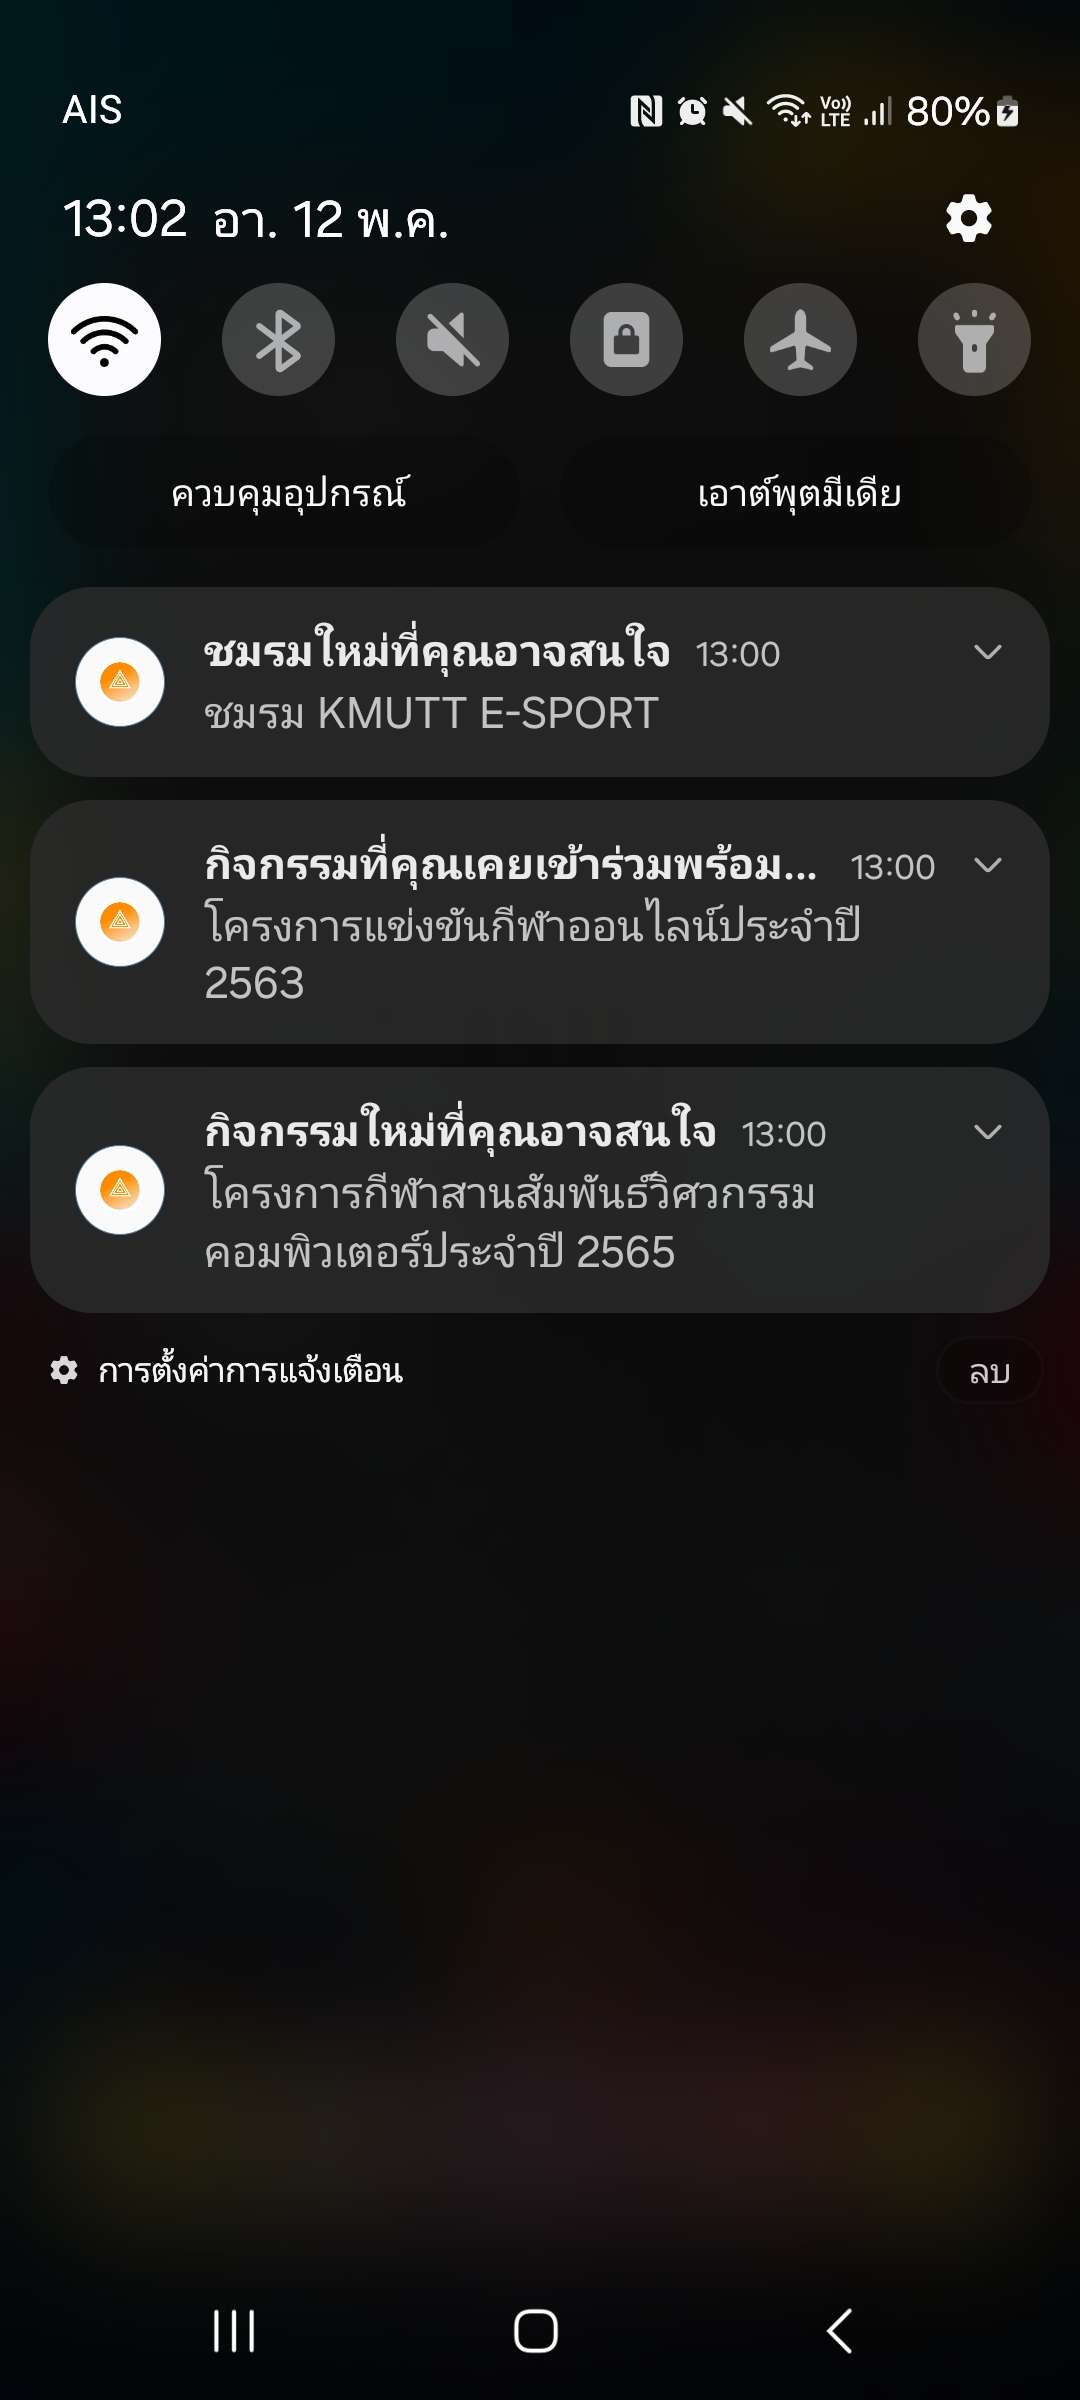 AIS
Vo)) LTE 80%
13:02 อา. 12 พ.ค.
ควบคุมอุปกรณ์ เอาต์พุตมีเดีย
ชมรมใหม่ที่คุณอาจสนใจ 13:00
ชมรม KMUTT E-SPORT
กิจกรรมที่คุณเคยเข้าร่วมพร้อม... 13:00
โครงการแข่งขันกีฬาออนไลน์ประจำปี
2563
กิจกรรมใหม่ที่คุณอาจสนใจ 13:00
โครงการกีฬาสานสัมพันธ์วิศวกรรม
คอมพิวเตอร์ประจำปี 2565
การตั้งค่าการแจ้งเตือน ลบ